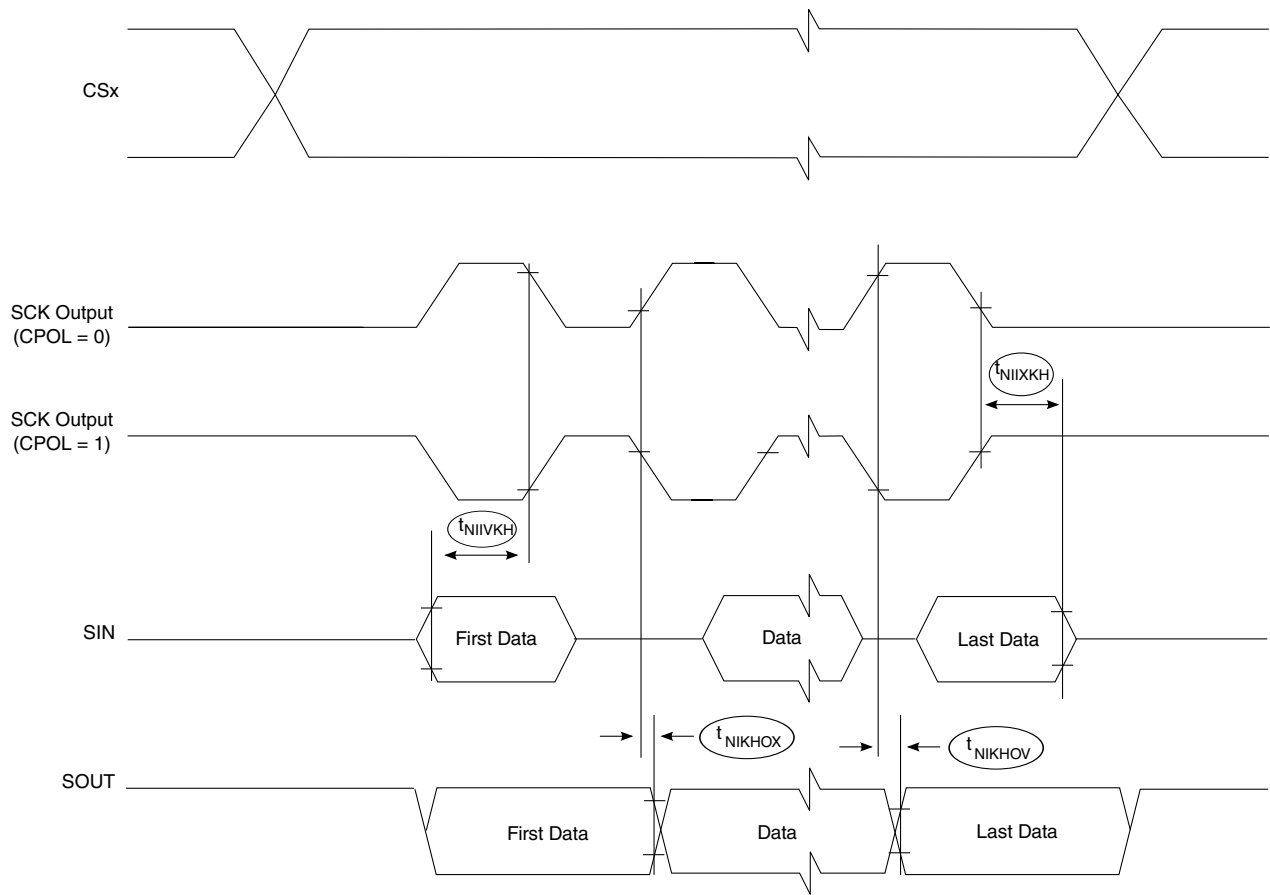 CSx
SCK Output
(CPOL = 0)
tNIIXKH
SCK Output
(CPOL = 1)
tNIIVKH
SIN
First Data
Data
Last Data
tNIKHOX
tNIKHOV
SOUT
First Data
Data
Last Data